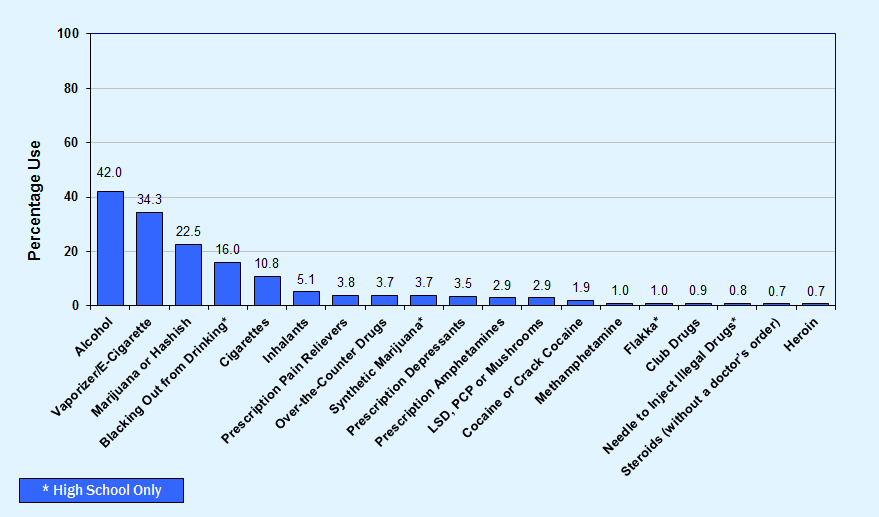 100
80
60
40
20
0
Percentage Use
42.0
34.3
22.5
16.0
10.8
5.1
3.8
3.7
3.7
3.5
2.9
2.9
1.9
1.0
1.0
0.9
0.8
0.7
0.7
Alcohol
Vaporizer/E-Cigarette
Marijuana or Hashish
Blacking Out from Drinking*
Cigarettes
Inhalants
Prescription Pain Relievers
Over-the-Counter Drugs
Synthetic Marijuana*
Prescription Depressants
Prescription Amphetamines
LSD, PCP or Mushrooms
Cocaine or Crack Cocaine
Methamphetamine
Flakka*
Club Drugs
Needle to Inject Illegal Drugs*
Steroids (without a doctor's order)
Heroin
* High School Only